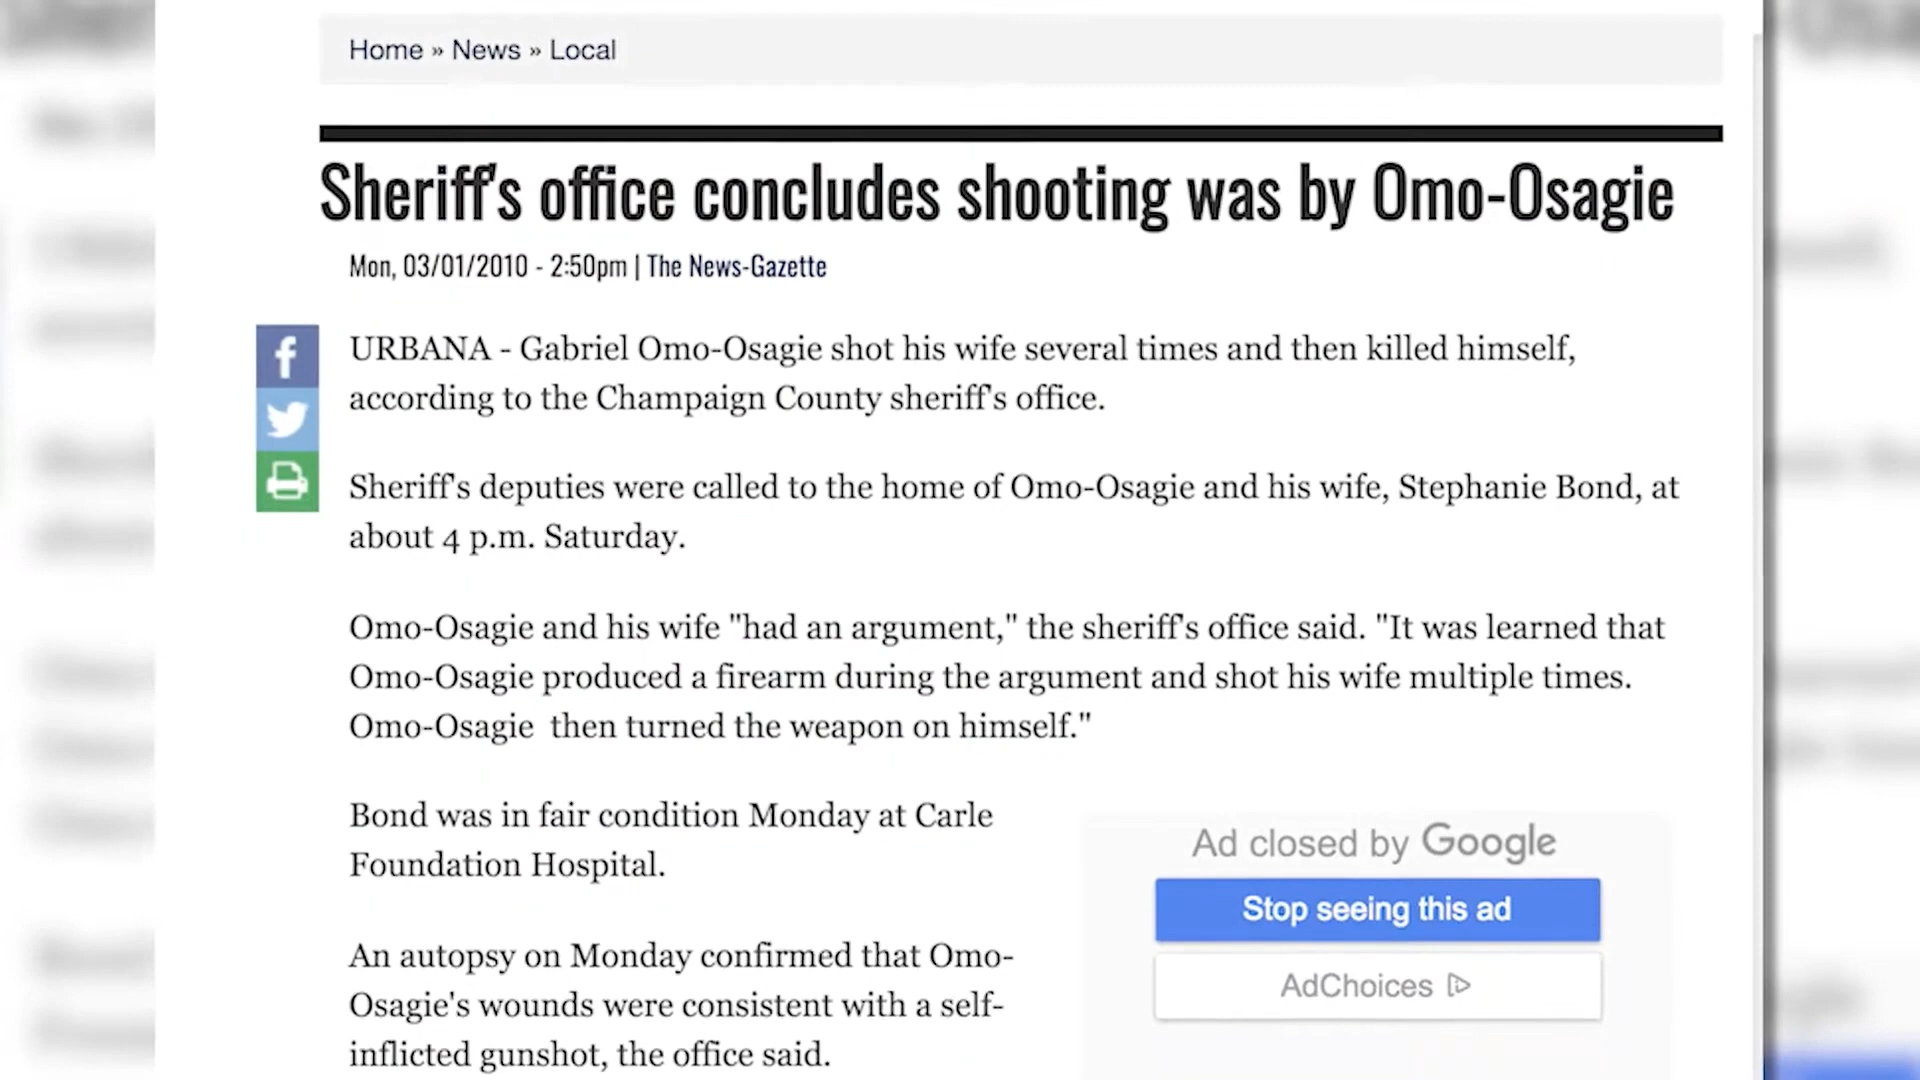 Home » News » Local
Sheriff's office concludes shooting was by Omo-Osagie
Mon, 03/01/2010 - 2:50pm | The News-Gazette
URBANA - Gabriel Omo-Osagie shot his wife several times and then killed himself,
according to the Champaign County sheriff's office.
Sheriff's deputies were called to the home of Omo-Osagie and his wife, Stephanie Bond, at
about 4 p.m. Saturday.
Omo-Osagie and his wife "had an argument," the sheriff's office said. "It was learned that
Omo-Osagie produced a firearm during the argument and shot his wife multiple times.
Omo-Osagie  then turned the weapon on himself."
Bond was in fair condition Monday at Carle
Foundation Hospital.
An autopsy on Monday confirmed that Omo-
Osagie's wounds were consistent with a self-
inflicted gunshot, the office said.
Ad closed by Google
Stop seeing this ad
AdChoices